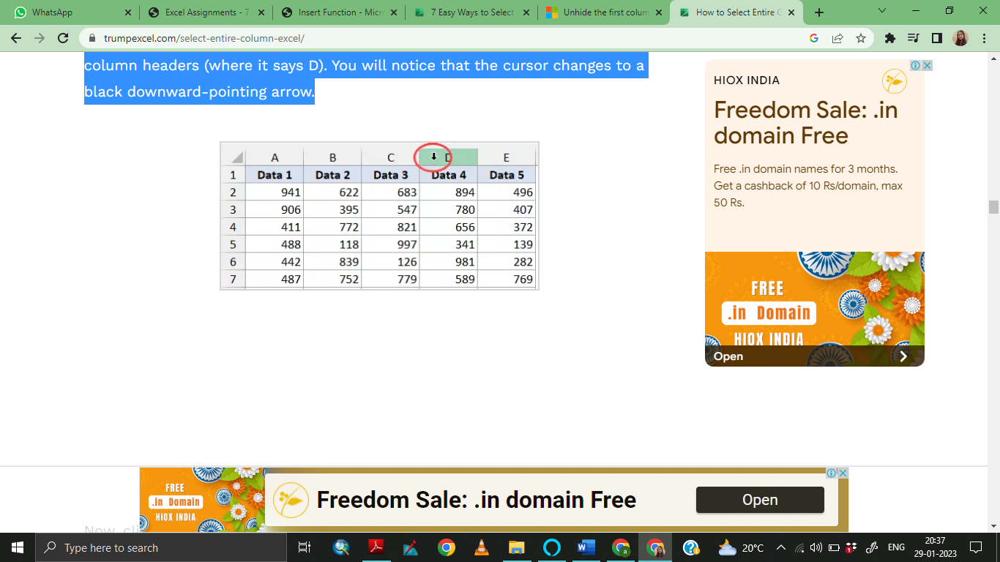 WhatsApp
Excel Assignments - 7
Insert Function - Micr
7 Easy Ways to Select
Unhide the first colum
How to Select Entire C
trumpexcel.com/select-entire-column-excel/
column headers (where it says D). You will notice that the cursor changes to a
black downward-pointing arrow.
A B C D E
1 Data 1 Data 2 Data 3 Data 4 Data 5
2 941 622 683 894 496
3 906 395 547 780 407
4 411 772 821 656 372
5 488 118 997 341 139
6 442 839 126 981 282
7 487 752 779 589 769
HIOX INDIA
Freedom Sale: .in
domain Free
Free .in domain names for 3 months.
Get a cashback of 10 Rs/domain, max
50 Rs.
FREE
.in Domain
HIOX INDIA
Open
FREE
.in Domain
HIOX INDIA
Freedom Sale: .in domain Free
Open
Now, cli
Type here to search
20°C
ENG
20:37
29-01-2023